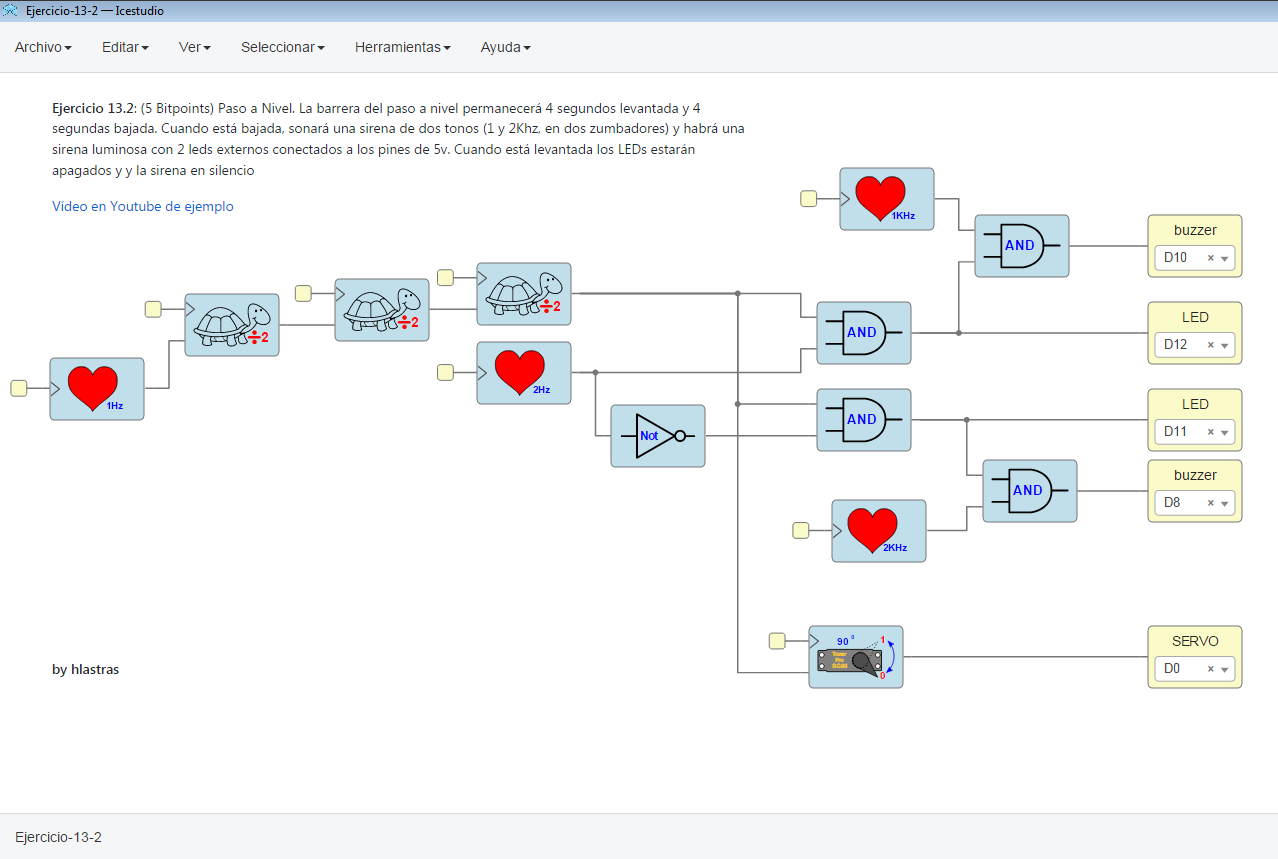 Ejercicio-13-2 — Icestudio
Archivo Editar Ver Seleccionar Herramientas Ayuda
Ejercicio 13.2: (5 Bitpoints) Paso a Nivel. La barrera del paso a nivel permanecerá 4 segundos levantada y 4
segundas bajada. Cuando está bajada, sonará una sirena de dos tonos (1 y 2Khz, en dos zumbadores) y habrá una
sirena luminosa con 2 leds externos conectados a los pines de 5v. Cuando está levantada los LEDs estarán
apagados y y la sirena en silencio
Vídeo en Youtube de ejemplo
1KHz
AND
buzzer
D10 ×
÷2
÷2
÷2
AND
LED
D12 ×
1Hz
2Hz
Not
AND
LED
D11 ×
AND
buzzer
D8 ×
2KHz
90 º
1
Tower
Pro
SG90
0
SERVO
D0 ×
by hlastras
Ejercicio-13-2